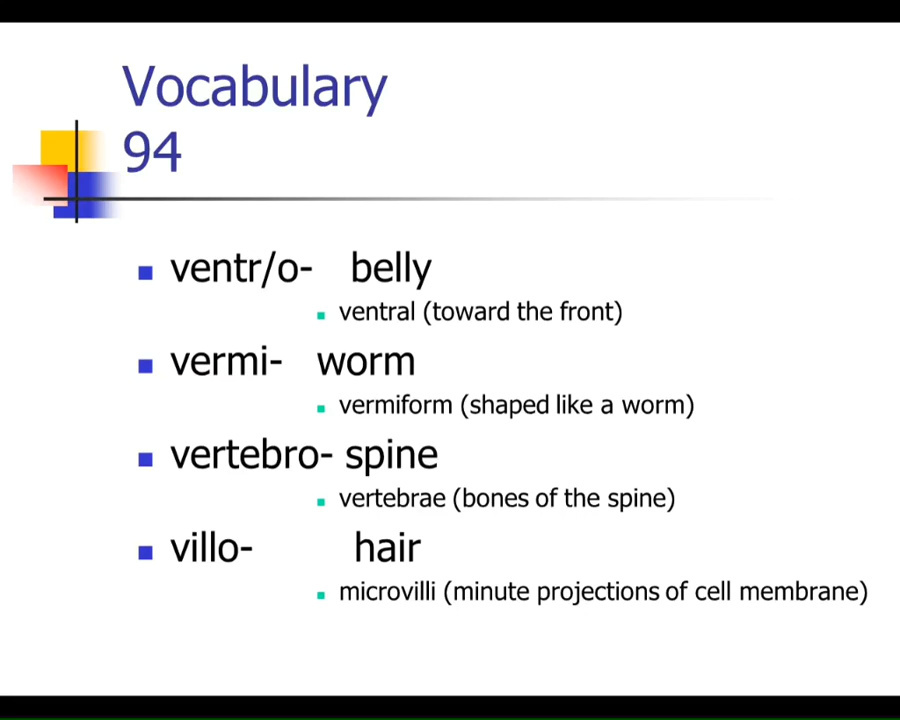 Vocabulary
94
ventr/o- belly
ventral (toward the front)
vermi- worm
vermiform (shaped like a worm)
vertebro- spine
vertebrae (bones of the spine)
villo- hair
microvilli (minute projections of cell membrane)